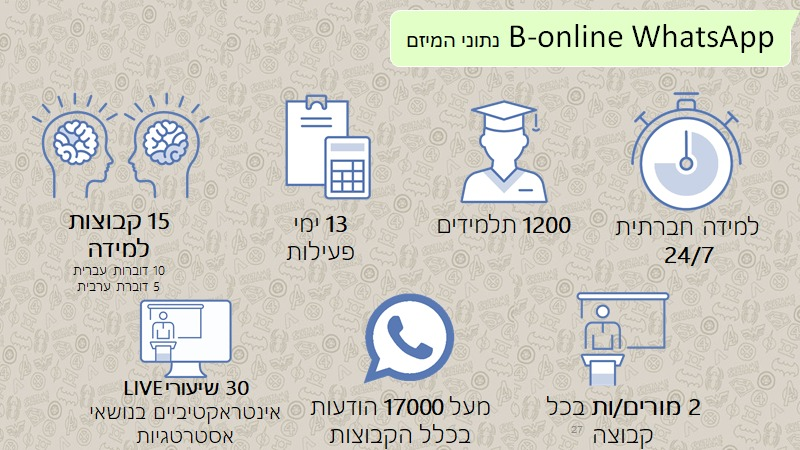 B-online WhatsApp נתוני המיזם
למידה חברתית
24/7
1200 תלמידים
13 ימי
פעילות
15 קבוצות
למידה
10 דוברות עברית
5 דוברת ערבית
2 מורים/ות בכל
קבוצה
27
מעל 17000 הודעות
בכלל הקבוצות
30 שיעורי LIVE
אינטראקטיביים בנושאי
אסטרטגיות